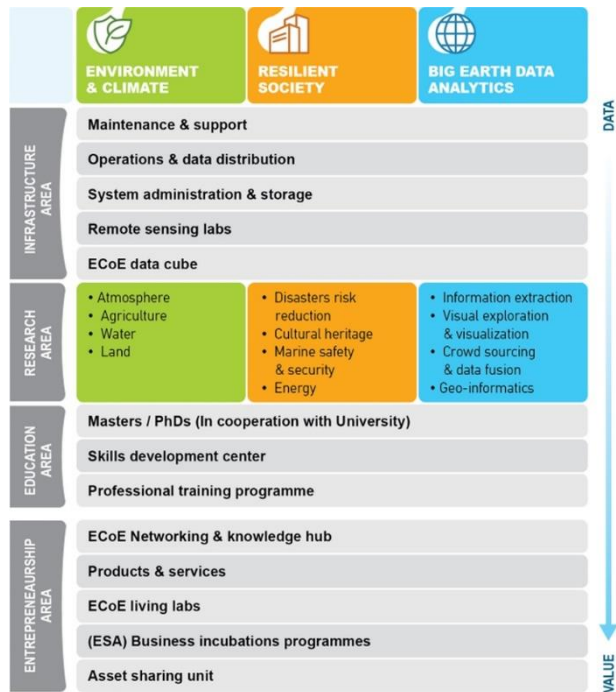 ENVIRONMENT
& CLIMATE
RESILIENT
SOCIETY
BIG EARTH DATA
ANALYTICS
DATA
INFRASTRUCTURE
AREA
Maintenance & support
Operations & data distribution
System administration & storage
Remote sensing labs
ECoE data cube
RESEARCH
AREA
• Atmosphere
• Agriculture
• Water
• Land
• Disasters risk
reduction
• Cultural heritage
• Marine safety
& security
• Energy
• Information extraction
• Visual exploration
& visualization
• Crowd sourcing
& data fusion
• Geo-informatics
EDUCATION
AREA
Masters / PhDs (In cooperation with University)
Skills development center
Professional training programme
ENTREPRENEURSHIP
AREA
ECoE Networking & knowledge hub
Products & services
ECoE living labs
(ESA) Business incubations programmes
Asset sharing unit
VALUE